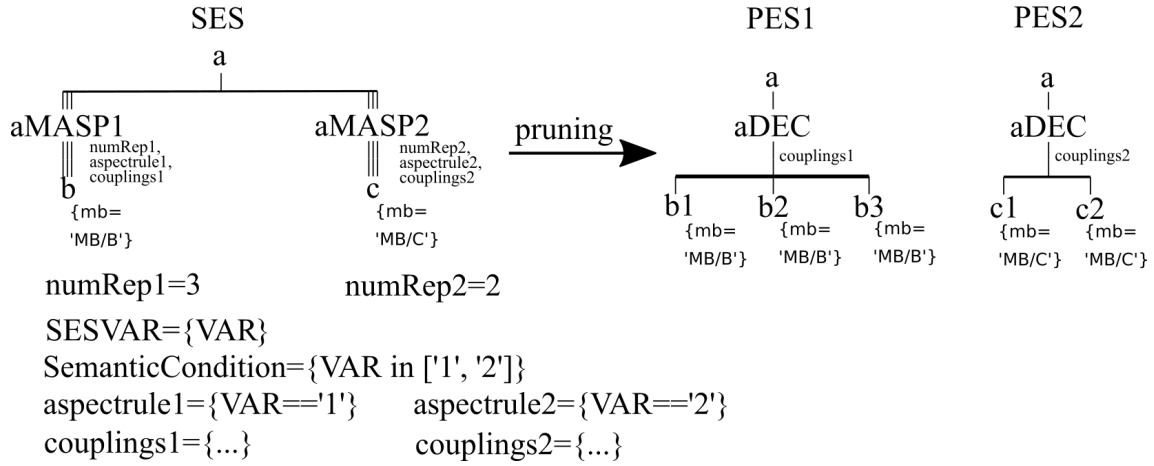 SES
PES1
PES2
a
a
a
aMASP1
aMASP2
pruning
aDEC
aDEC
numRep1,
aspectrule1,
couplings1
numRep2,
aspectrule2,
couplings2
couplings1
couplings2
b
c
b1
b2
b3
c1
c2
{mb=
'MB/B'}
{mb=
'MB/C'}
{mb=
'MB/B'}
{mb=
'MB/B'}
{mb=
'MB/B'}
{mb=
'MB/C'}
{mb=
'MB/C'}
numRep1=3
numRep2=2
SESVAR={VAR}
SemanticCondition={VAR in ['1', '2']}
aspectrule1={VAR=='1'}
aspectrule2={VAR=='2'}
couplings1={...}
couplings2={...}